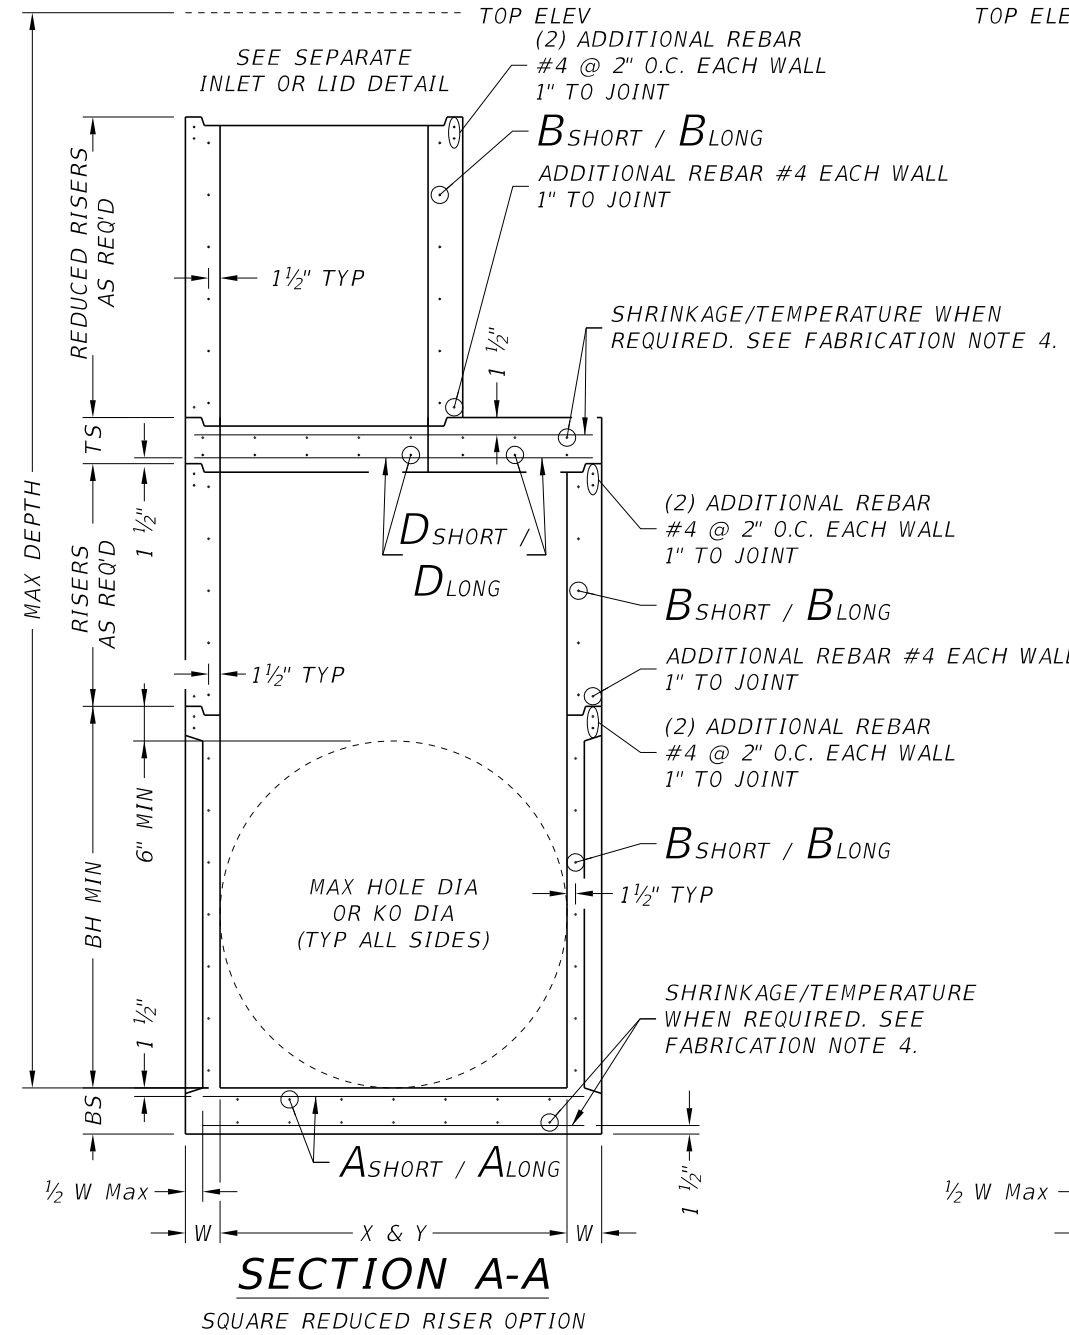 TOP ELEV
TOP ELE
(2) ADDITIONAL REBAR
#4 @ 2" O.C. EACH WALL
1" TO JOINT
SEE SEPARATE
INLET OR LID DETAIL
BSHORT / BLONG
ADDITIONAL REBAR #4 EACH WALL
1" TO JOINT
REDUCED RISERS
AS REQ'D
1½" TYP
SHRINKAGE/TEMPERATURE WHEN
REQUIRED. SEE FABRICATION NOTE 4.
1 ½"
TS
MAX DEPTH
RISERS
AS REQ'D
1 ½"
DSHORT /
DLONG
(2) ADDITIONAL REBAR
#4 @ 2" O.C. EACH WALL
1" TO JOINT
BSHORT / BLONG
1½" TYP
ADDITIONAL REBAR #4 EACH WALL
1" TO JOINT
(2) ADDITIONAL REBAR
#4 @ 2" O.C. EACH WALL
1" TO JOINT
6" MIN
BH MIN
BSHORT / BLONG
MAX HOLE DIA
OR KO DIA
(TYP ALL SIDES)
1½" TYP
1 ½"
SHRINKAGE/TEMPERATURE
WHEN REQUIRED. SEE
FABRICATION NOTE 4.
BS
ASHORT / ALONG
1 ½"
½ W Max
½ W Max
W
X & Y
W
SECTION A-A
SQUARE REDUCED RISER OPTION